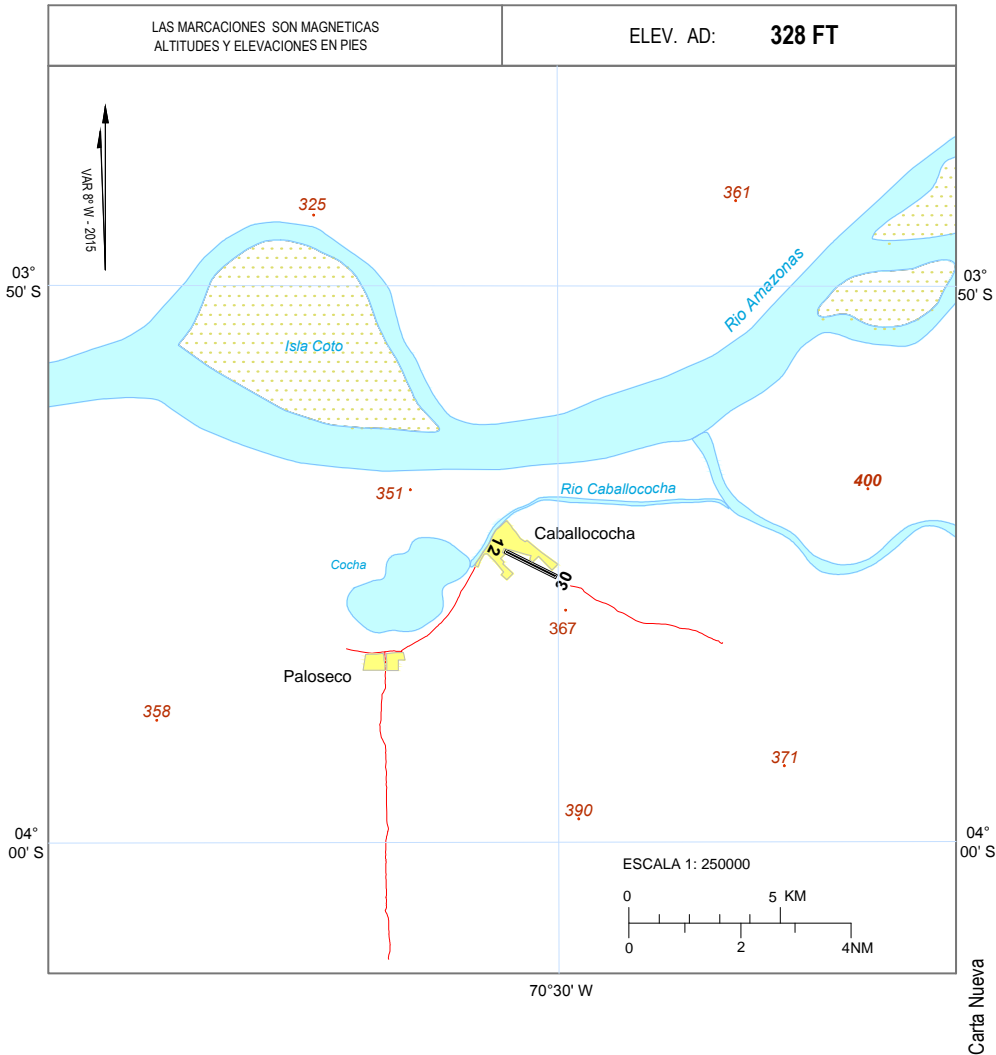 LAS MARCACIONES SON MAGNETICAS
ALTITUDES Y ELEVACIONES EN PIES
ELEV. AD: 328 FT
VAR 8º W - 2015
325
361
Rio Amazonas
03°
50' S
03°
50' S
Isla Coto
351
Rio Caballococha
400
Caballococha
12
30
Cocha
367
Paloseco
358
371
390
04°
00' S
04°
00' S
ESCALA 1: 250000
0 5 KM
0 2 4NM
70°30' W
Carta Nueva